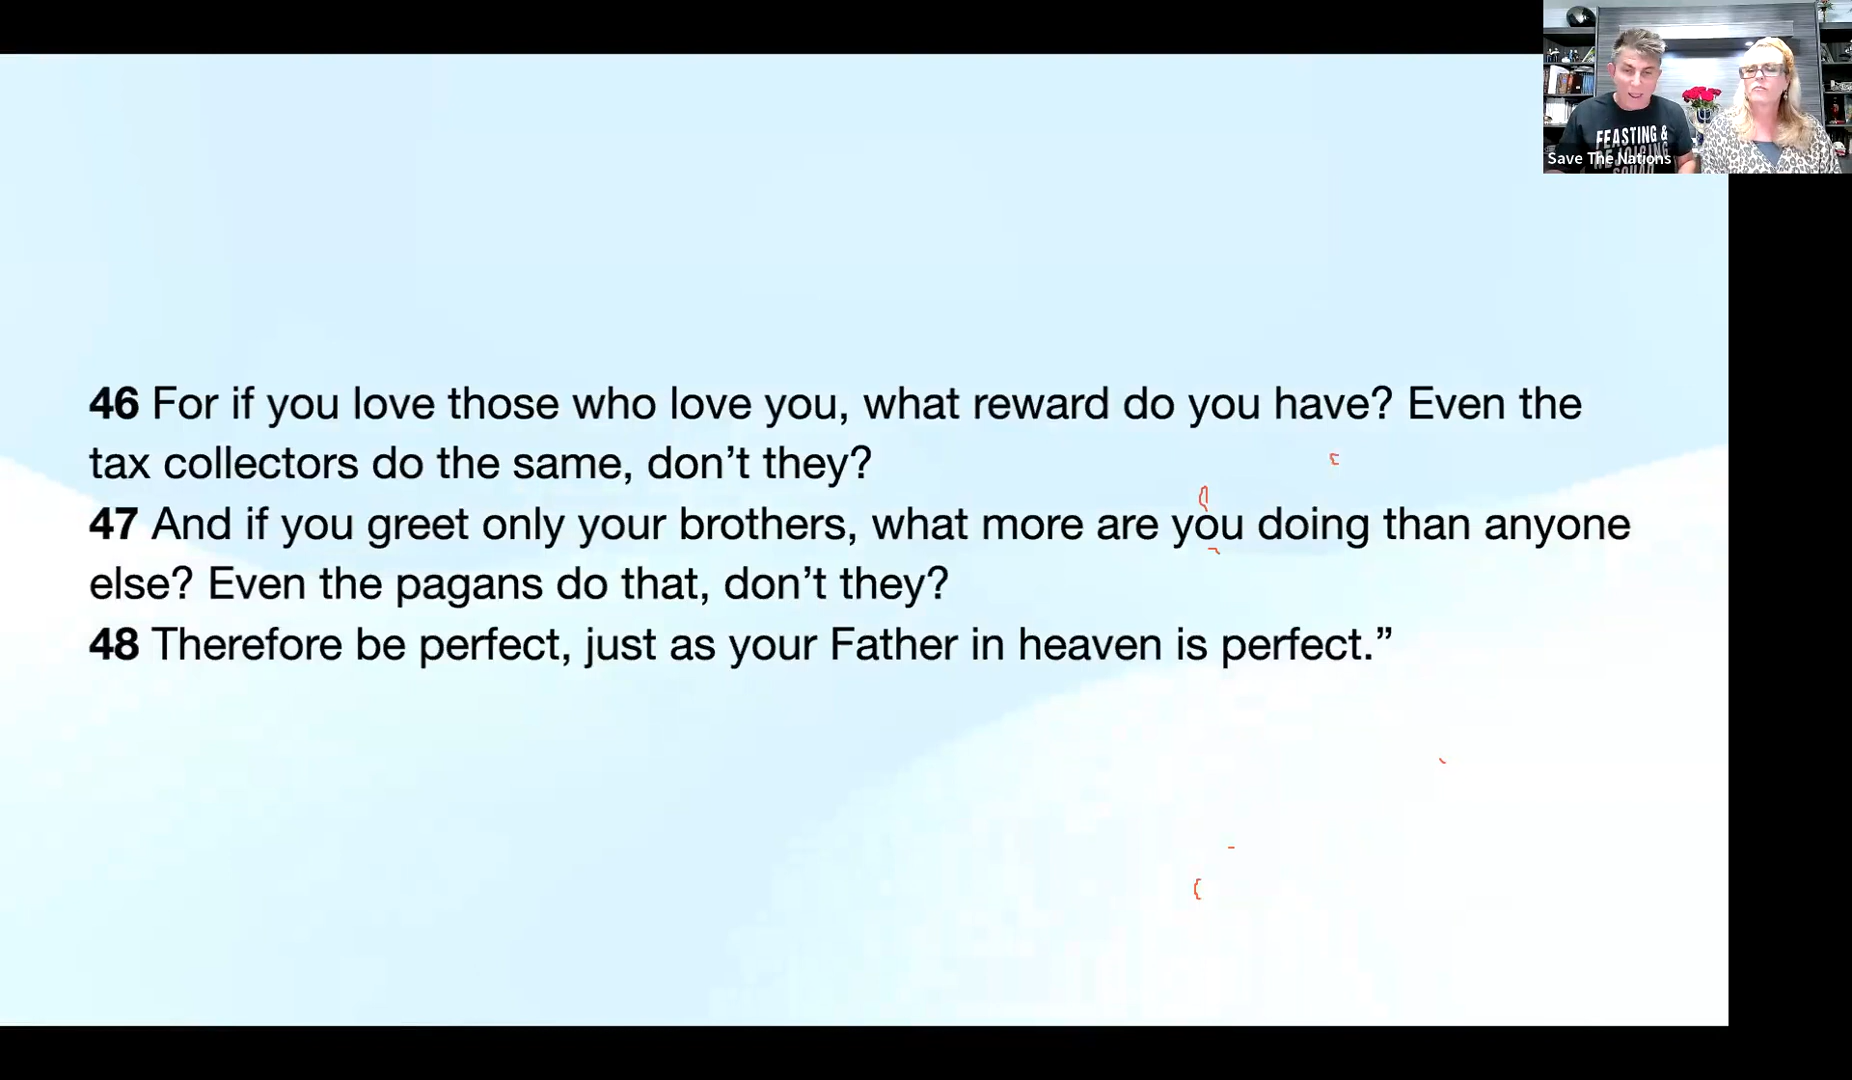 FEASTING &
REJOICING
SQUAD
Save The Nations
46 For if you love those who love you, what reward do you have? Even the
tax collectors do the same, don’t they?
47 And if you greet only your brothers, what more are you doing than anyone
else? Even the pagans do that, don’t they?
48 Therefore be perfect, just as your Father in heaven is perfect.”